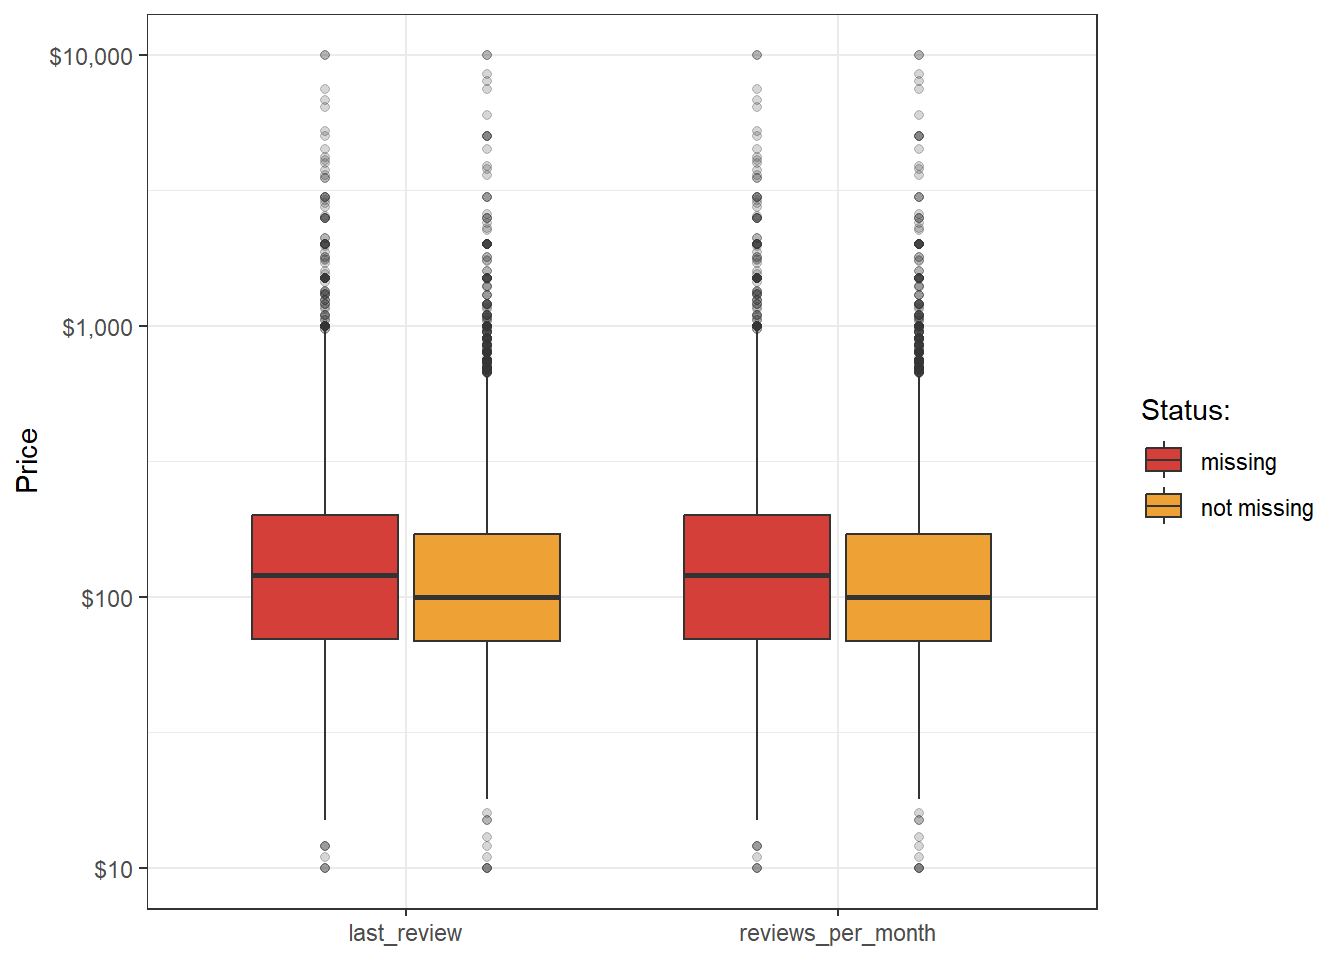 $10,000
$1,000
$100
$10
Price
last_review
reviews_per_month
Status:
missing
not missing